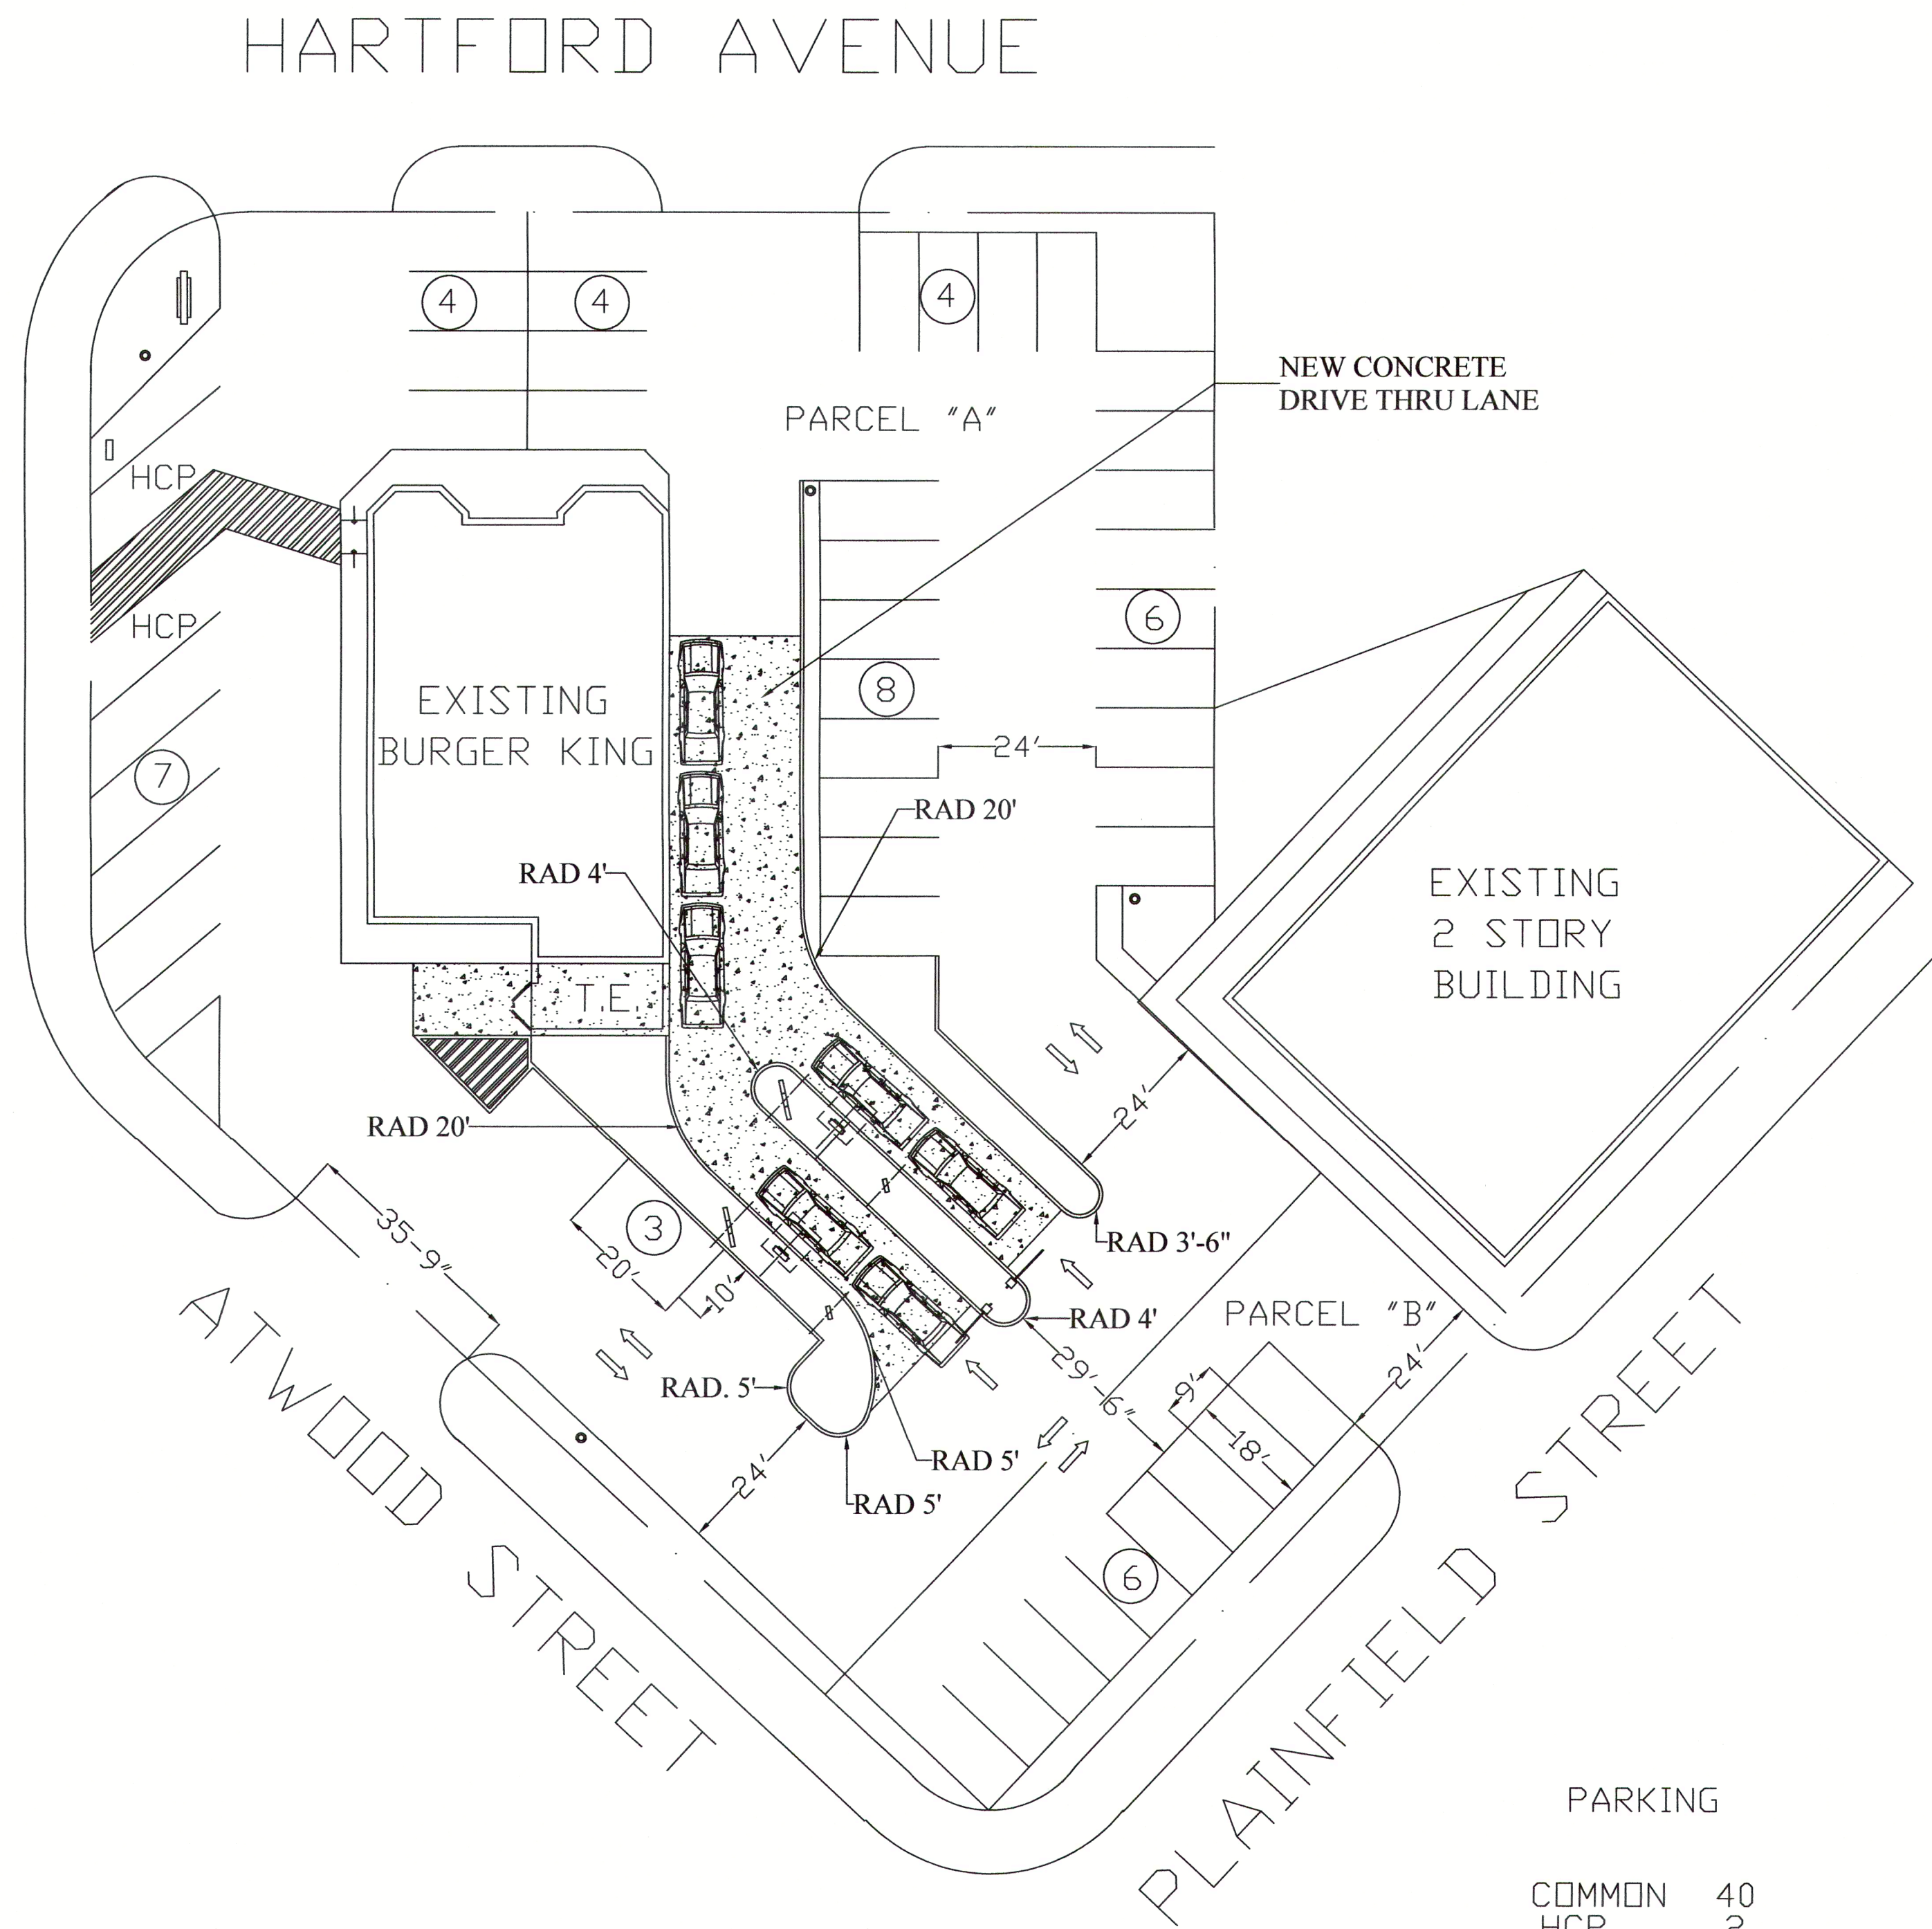 HARTFORD AVENUE
4
4
4
NEW CONCRETE
DRIVE THRU LANE
PARCEL "A"
HCP
HCP
6
EXISTING
BURGER KING
8
7
24'
RAD 20'
RAD 4'
EXISTING
2 STORY
BUILDING
T.E.
24'
RAD 20'
3
35-9"
20'
10'
RAD 3'-6"
RAD 4'
PARCEL "B"
29'-6"
24'
9'
18'
RAD. 5'
RAD 5'
RAD 5'
24'
6
ATWOOD STREET
PLAINFIELD STREET
PARKING
COMMON 40
HCP 2